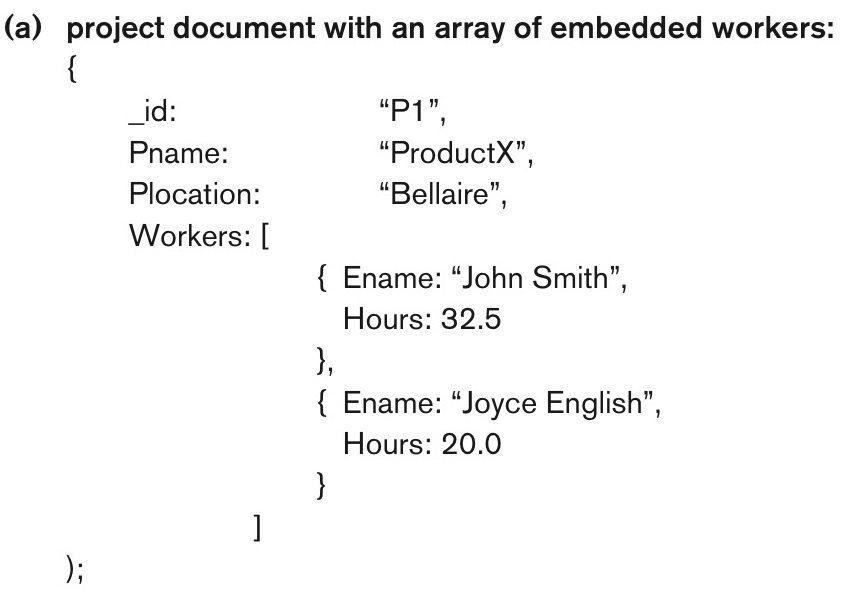 (a) project document with an array of embedded workers:
{
_id: “P1”,
Pname: “ProductX”,
Plocation: “Bellaire”,
Workers: [
{ Ename: “John Smith”,
Hours: 32.5
},
{ Ename: “Joyce English”,
Hours: 20.0
}
]
);